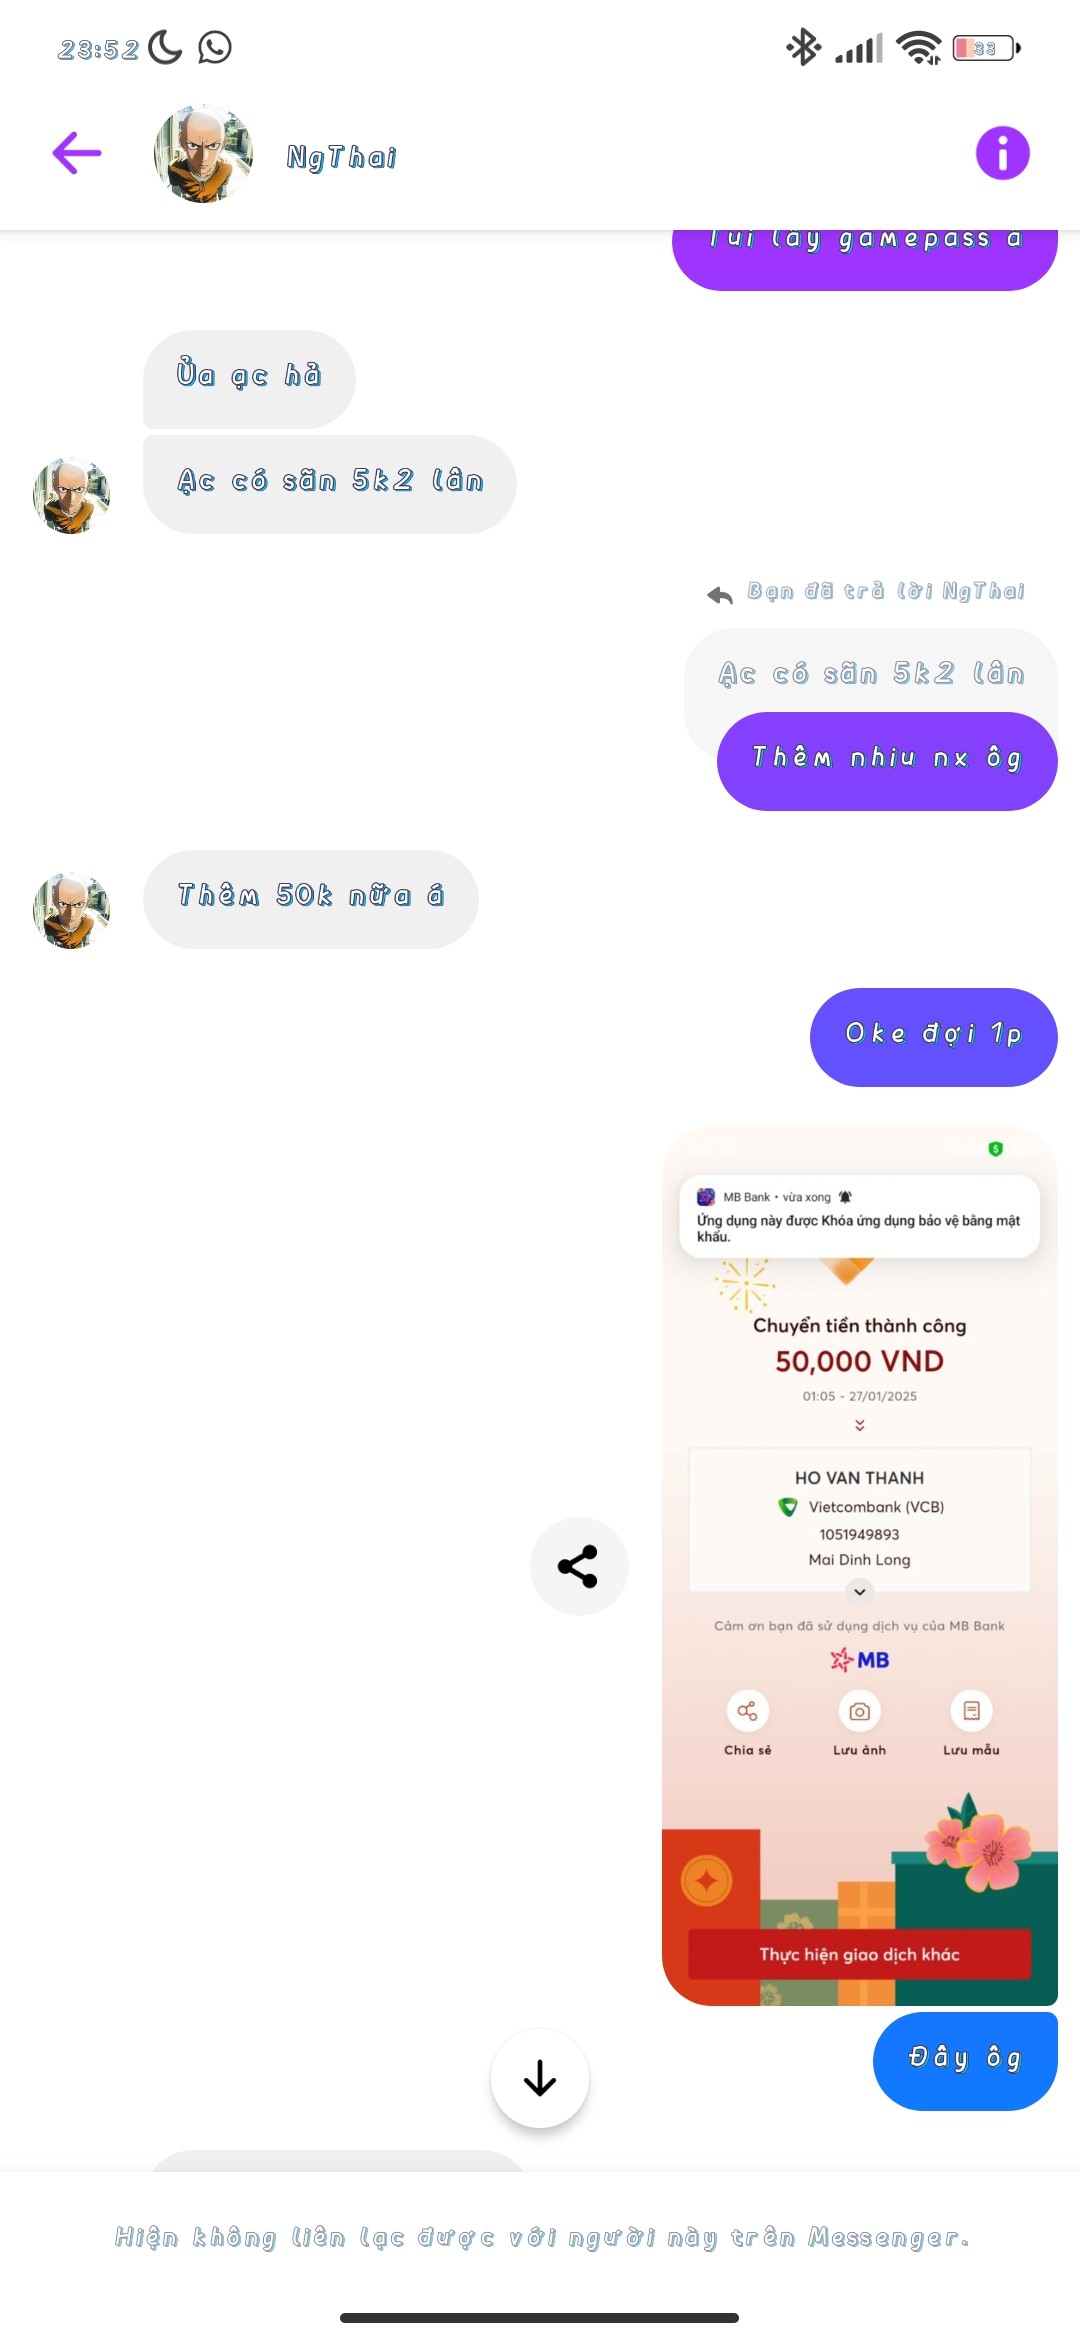 23:52
33
NgThai
Tui lấy gamepass á
Ủa ạc hả
Ạc có sẵn 5k2 lân
Bạn đã trả lời NgThai
Ạc có sẵn 5k2 lân
Thêm nhiu nx ôg
Thêm 50k nữa á
Oke đợi 1p
MB Bank • vừa xong
Ứng dụng này được Khóa ứng dụng bảo vệ bằng mật
khẩu.
Chuyển tiền thành công
50,000 VND
01:05 - 27/01/2025
HO VAN THANH
Vietcombank (VCB)
1051949893
Mai Dinh Long
Cảm ơn bạn đã sử dụng dịch vụ của MB Bank
MB
Chia sẻ Lưu ảnh Lưu mẫu
Thực hiện giao dịch khác
Đây ôg
Hiện không liên lạc được với người này trên Messenger.